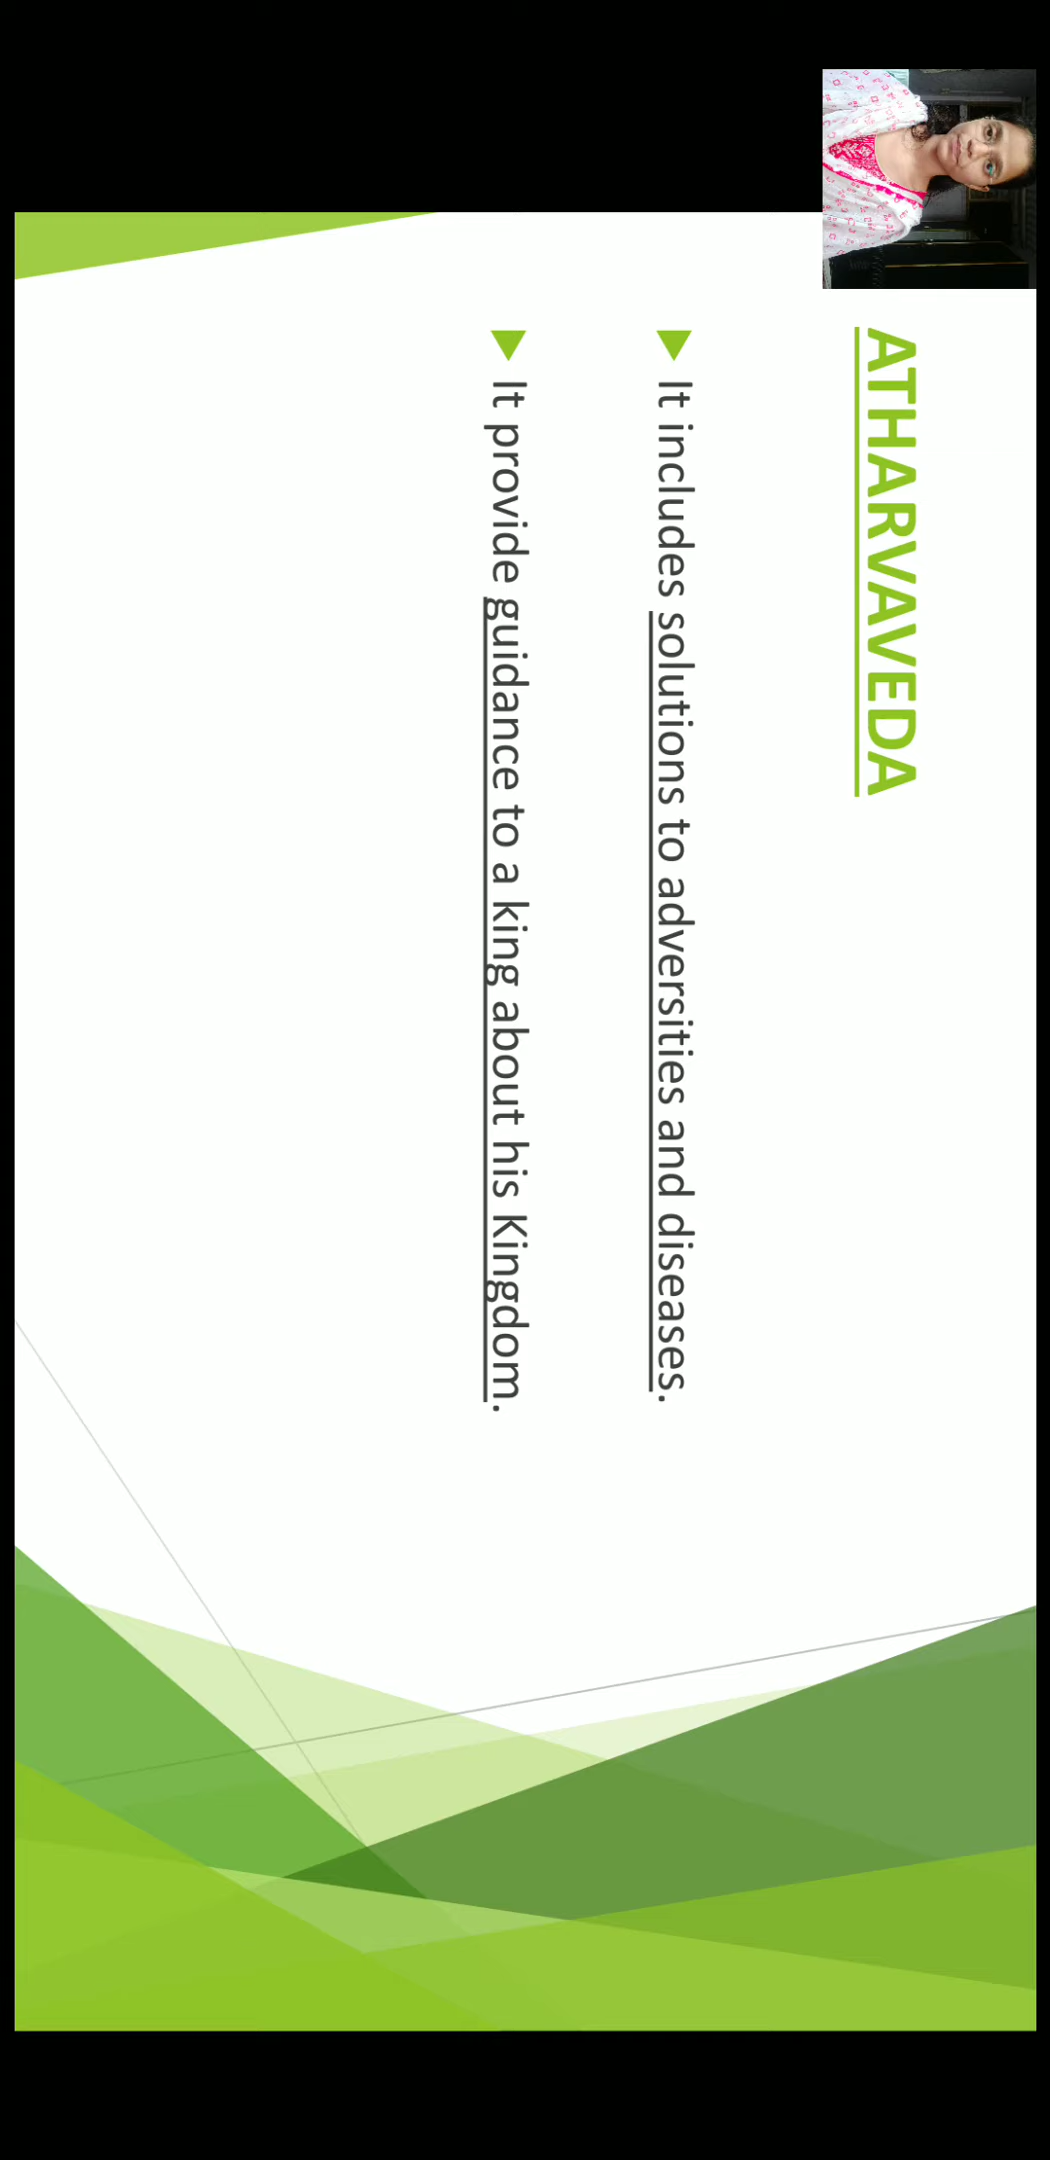 ATHARVAVEDA
It includes solutions to adversities and diseases.
It provide guidance to a king about his Kingdom.